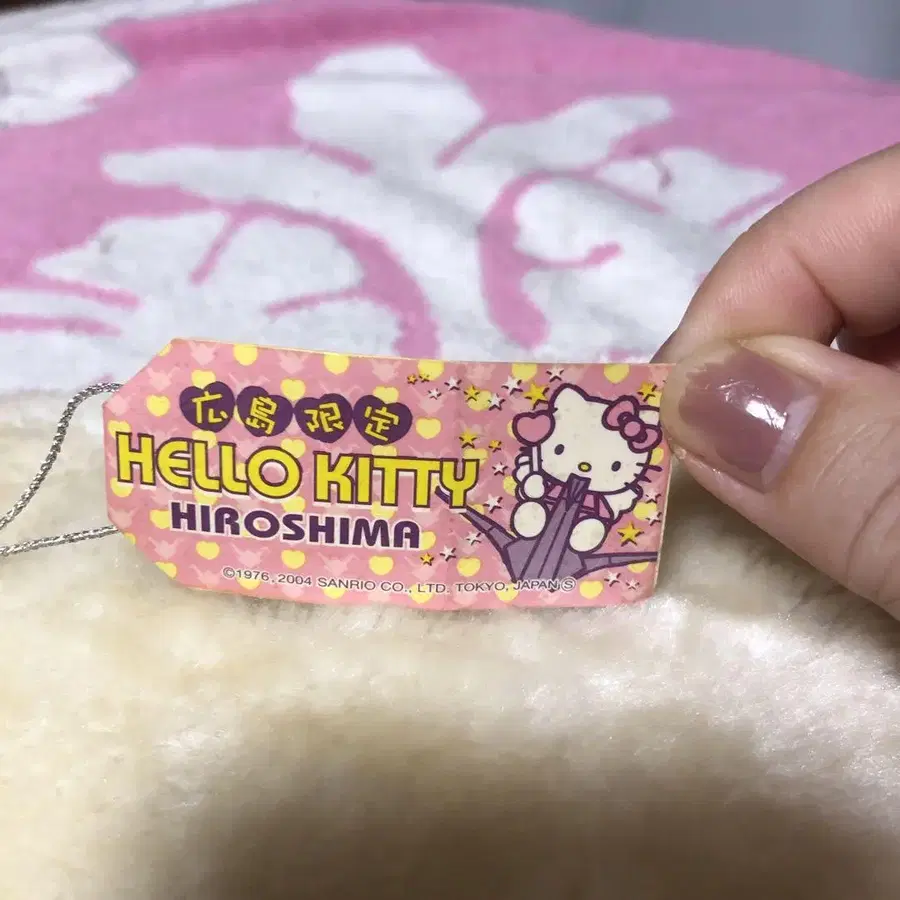 広島限定
HELLO KITTY
HIROSHIMA
©1976, 2004 SANRIO CO., LTD. TOKYO, JAPAN Ⓢ